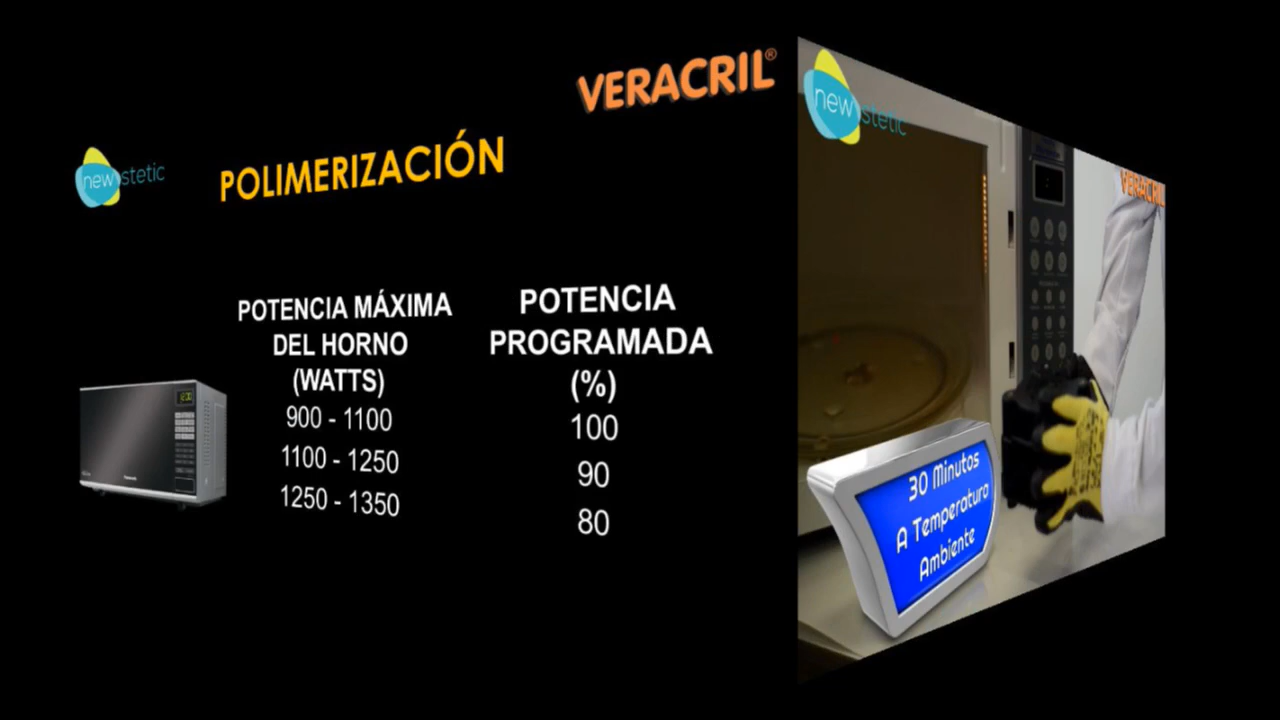 VERACRIL®
new stetic
POLIMERIZACIÓN
POTENCIA MÁXIMA
DEL HORNO
(WATTS)
900 - 1100
1100 - 1250
1250 - 1350
POTENCIA
PROGRAMADA
(%)
100
90
80
new stetic
VERACRIL
30 Minutos
A Temperatura
Ambiente